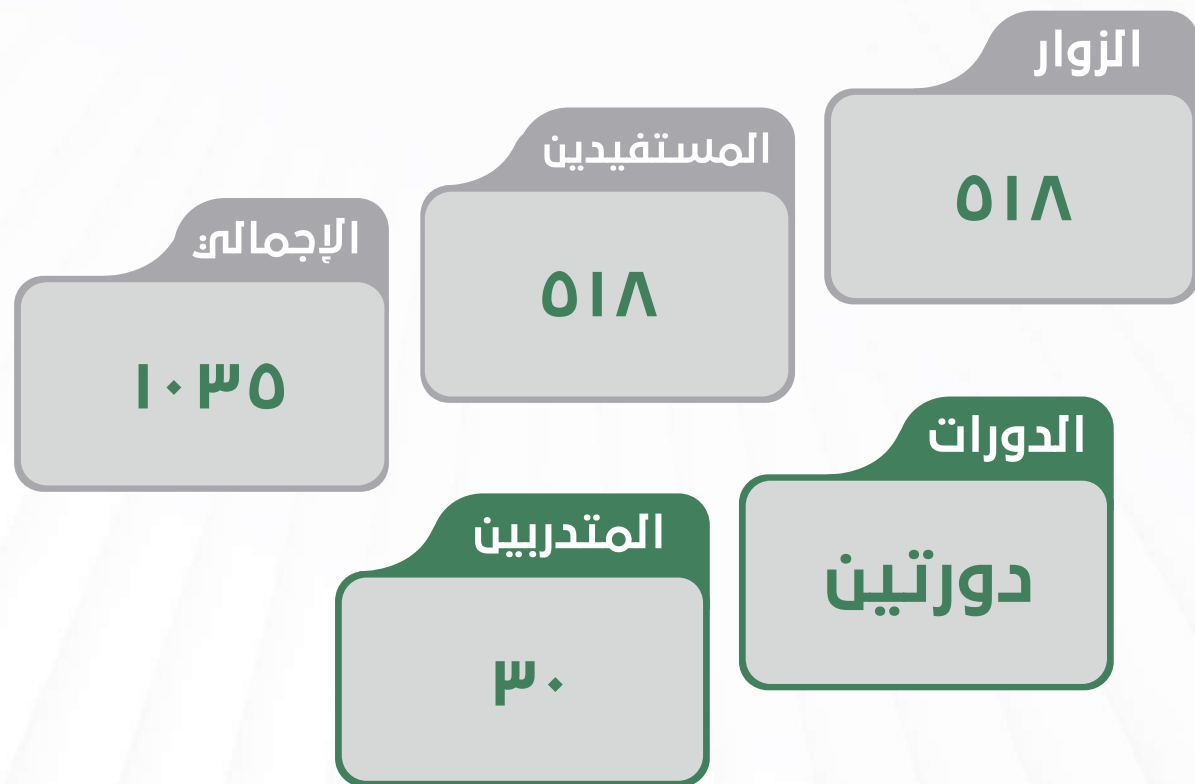 الزوار
٥١٨
المستفيدين
٥١٨
الإجمالي
١٠٣٥
الدورات
دورتين
المتدربين
٣٠